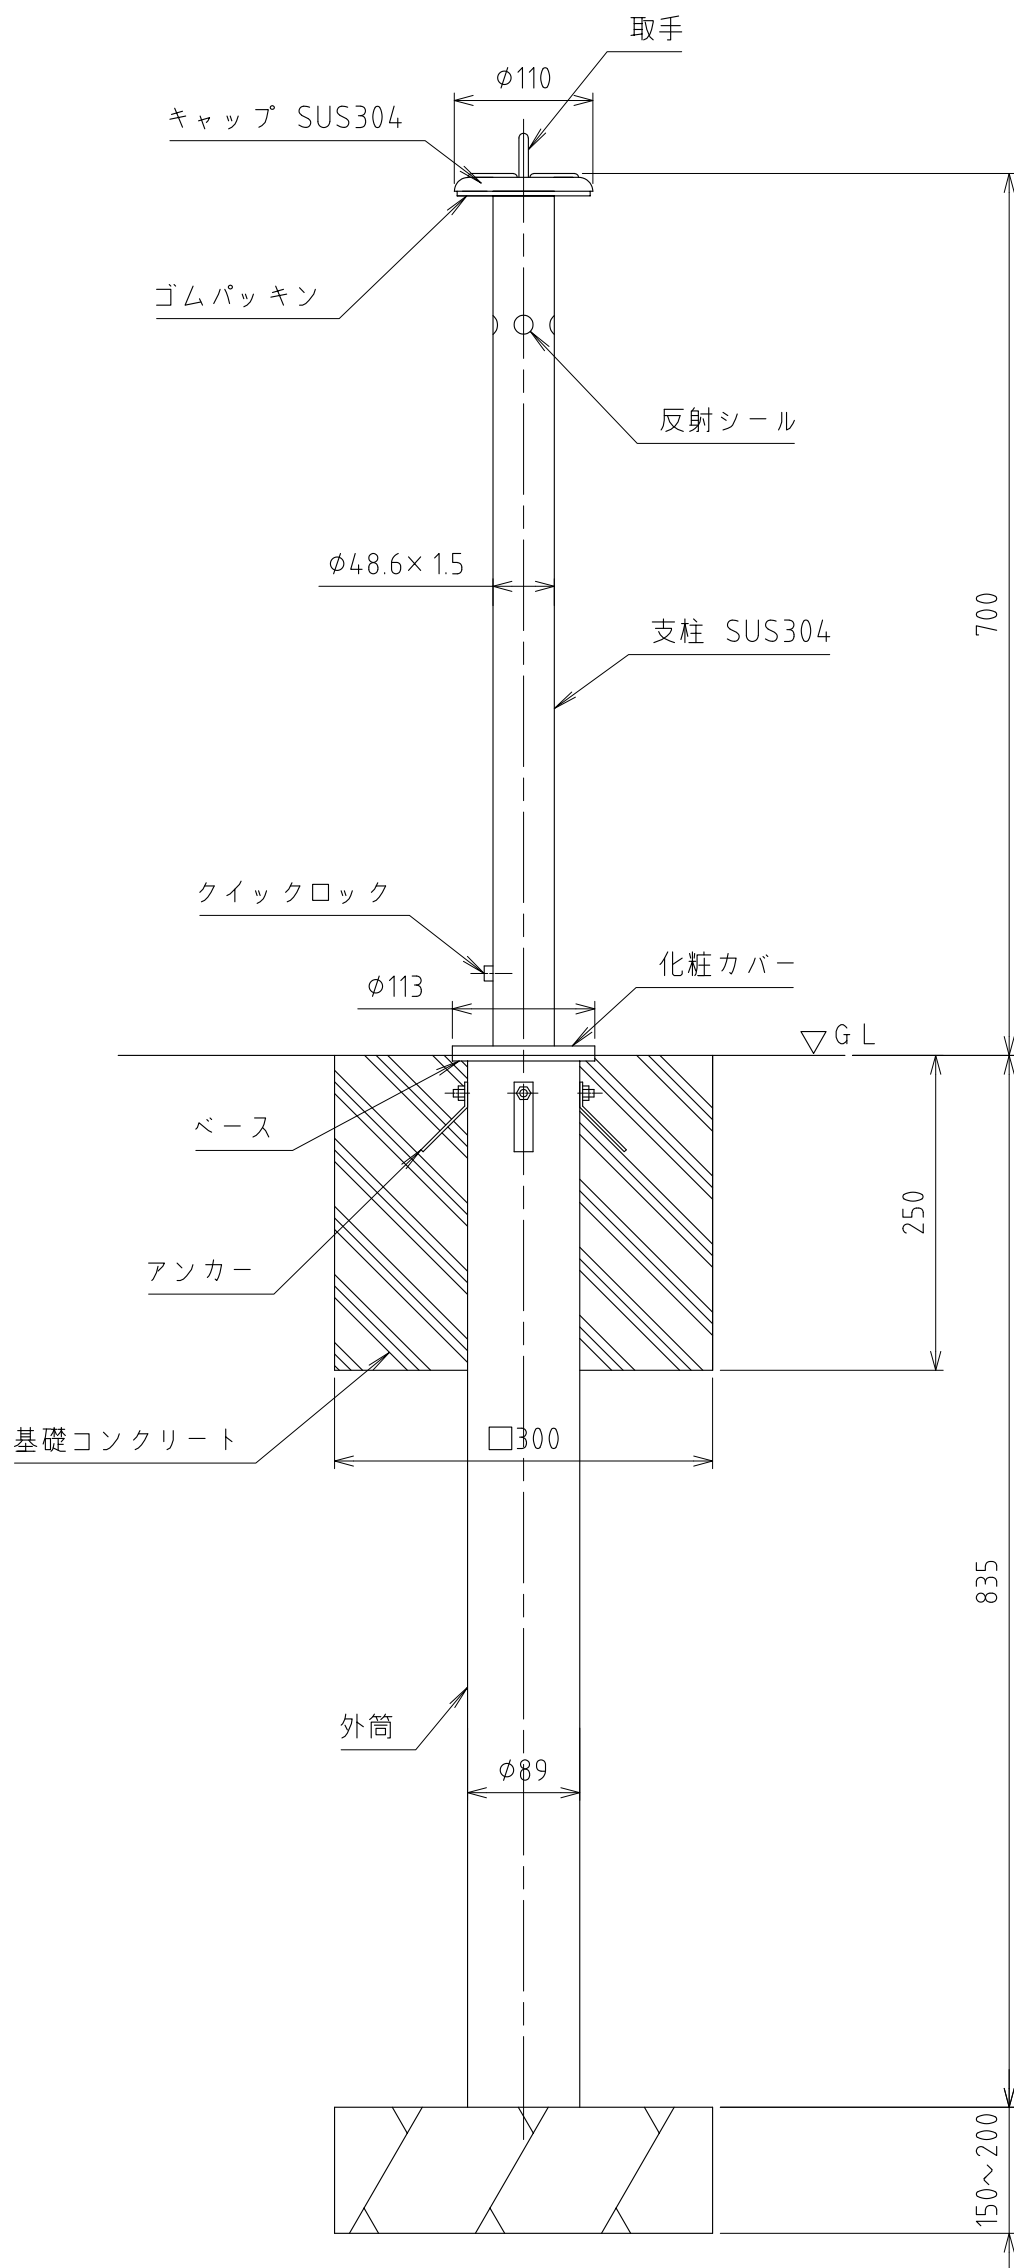 取手
φ110
キャップ SUS304
ゴムパッキン
反射シール
φ48.6×1.5
700
支柱 SUS304
クイックロック
化粧カバー
φ113
▽GL
ベース
250
アンカー
基礎コンクリート
□300
835
外筒
φ89
150～200